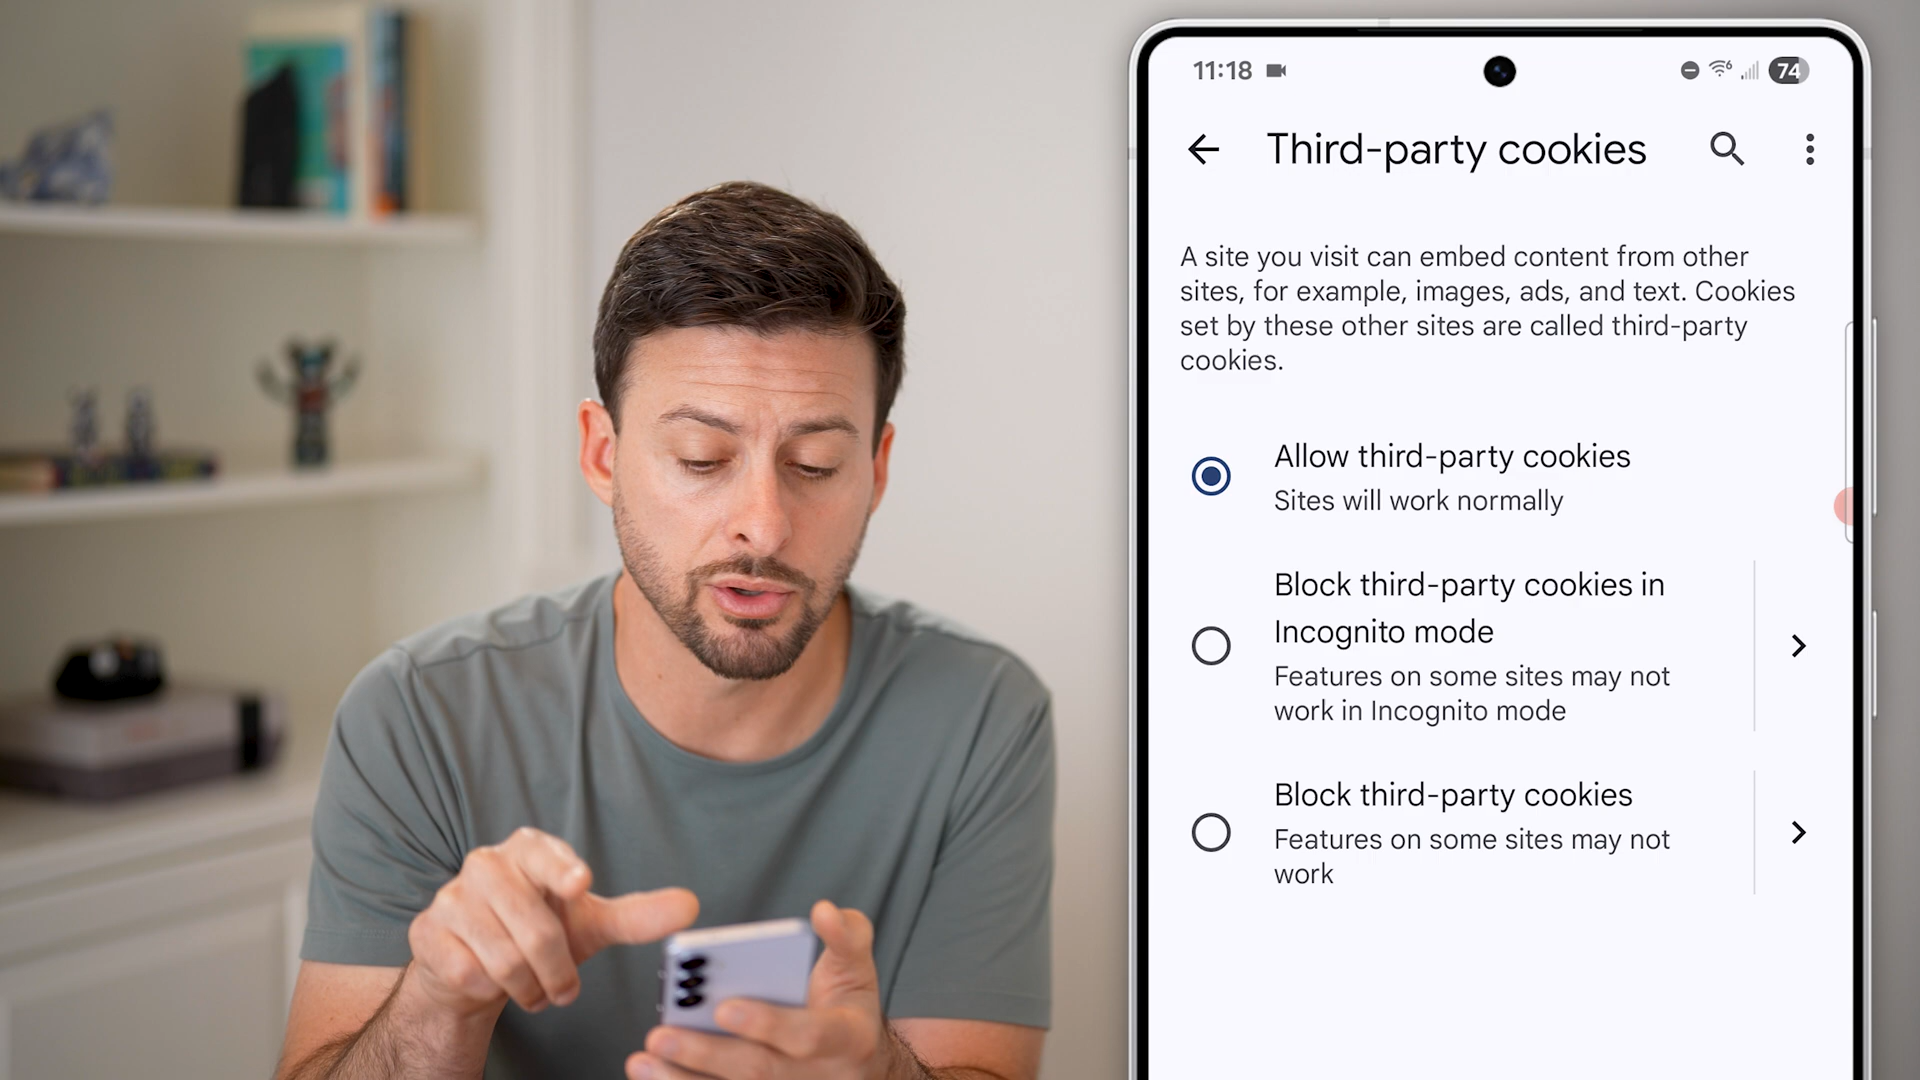 11:18
74
Third-party cookies
A site you visit can embed content from other
sites, for example, images, ads, and text. Cookies
set by these other sites are called third-party
cookies.
Allow third-party cookies
Sites will work normally
Block third-party cookies in
Incognito mode
Features on some sites may not
work in Incognito mode
Block third-party cookies
Features on some sites may not
work